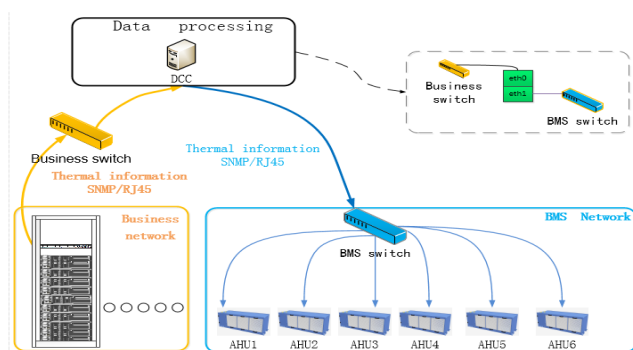 Data processing
DCC
Business switch
Thermal information
SNMP/RJ45
Business
network
Thermal information
SNMP/RJ45
Business
switch
eth0
eth1
BMS switch
BMS Network
BMS switch
AHU1 AHU2 AHU3 AHU4 AHU5 AHU6